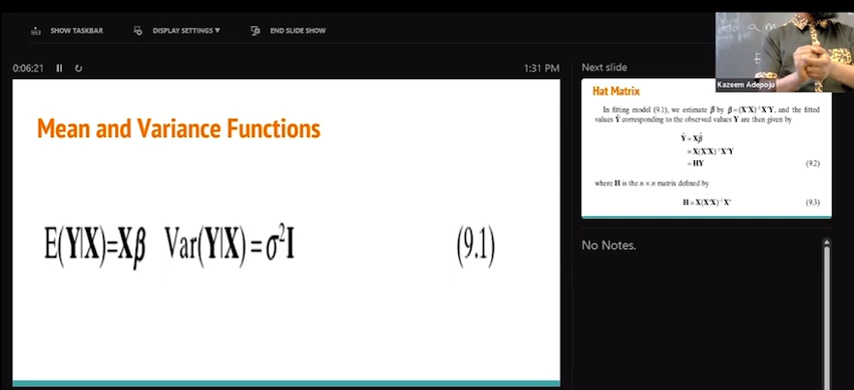 SHOW TASKBAR DISPLAY SETTINGS ▼ END SLIDE SHOW
0:06:21 1:31 PM
Mean and Variance Functions
E(Y|X)=Xβ Var(Y|X)=σ²I (9.1)
Next slide
Kazeem Adepoju
Hat Matrix
In fitting model (9.1), we estimate β by β̂=(X'X)⁻¹X'Y, and the fitted
values Ŷ corresponding to the observed values Y are then given by
Ŷ=Xβ̂
=X(X'X)⁻¹X'Y
=HY (9.2)
where H is the n×n matrix defined by
H=X(X'X)⁻¹X' (9.3)
No Notes.